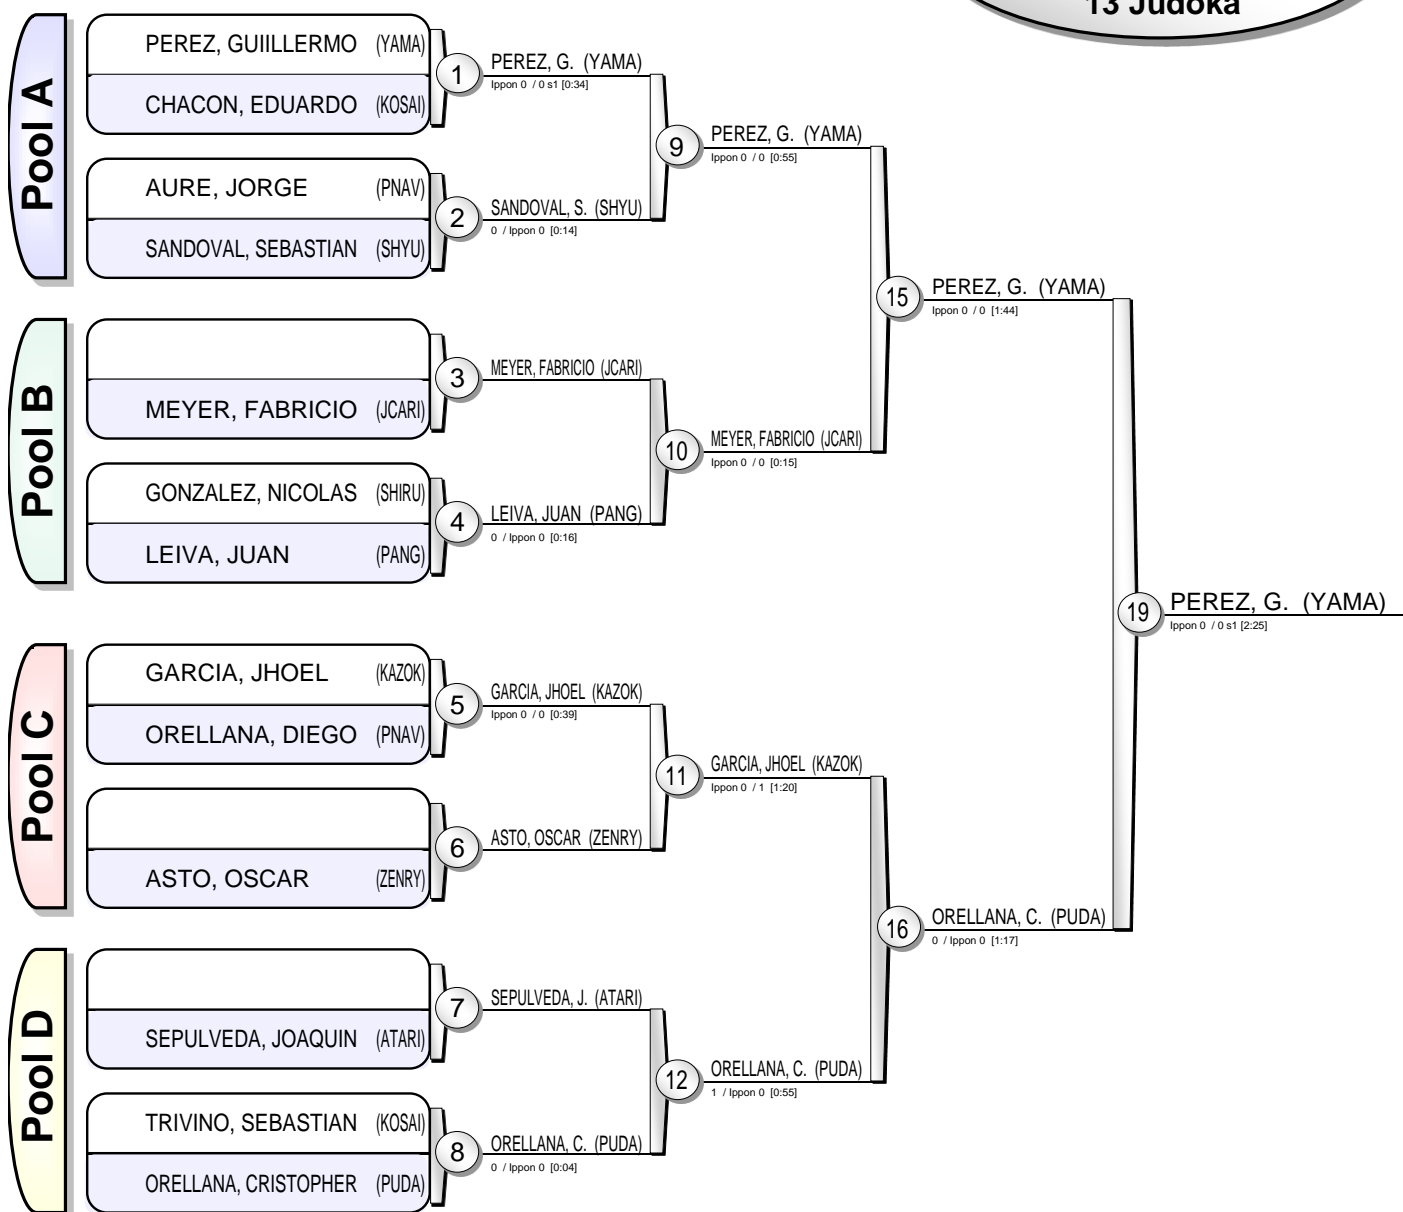 13 Judoka
Pool A
PEREZ, GUIILLERMO (YAMA)
CHACON, EDUARDO (KOSAI)
1
PEREZ, G. (YAMA)
Ippon 0 / 0 s1 [0:34]
AURE, JORGE (PNAV)
SANDOVAL, SEBASTIAN (SHYU)
2
SANDOVAL, S. (SHYU)
0 / Ippon 0 [0:14]
9
PEREZ, G. (YAMA)
Ippon 0 / 0 [0:55]
Pool B
MEYER, FABRICIO (JCARI)
3
MEYER, FABRICIO (JCARI)
GONZALEZ, NICOLAS (SHIRU)
LEIVA, JUAN (PANG)
4
LEIVA, JUAN (PANG)
0 / Ippon 0 [0:16]
10
MEYER, FABRICIO (JCARI)
Ippon 0 / 0 [0:15]
15
PEREZ, G. (YAMA)
Ippon 0 / 0 [1:44]
Pool C
GARCIA, JHOEL (KAZOK)
ORELLANA, DIEGO (PNAV)
5
GARCIA, JHOEL (KAZOK)
Ippon 0 / 0 [0:39]
ASTO, OSCAR (ZENRY)
6
ASTO, OSCAR (ZENRY)
11
GARCIA, JHOEL (KAZOK)
Ippon 0 / 1 [1:20]
Pool D
SEPULVEDA, JOAQUIN (ATARI)
7
SEPULVEDA, J. (ATARI)
TRIVINO, SEBASTIAN (KOSAI)
ORELLANA, CRISTOPHER (PUDA)
8
ORELLANA, C. (PUDA)
0 / Ippon 0 [0:04]
12
ORELLANA, C. (PUDA)
1 / Ippon 0 [0:55]
16
ORELLANA, C. (PUDA)
0 / Ippon 0 [1:17]
19
PEREZ, G. (YAMA)
Ippon 0 / 0 s1 [2:25]